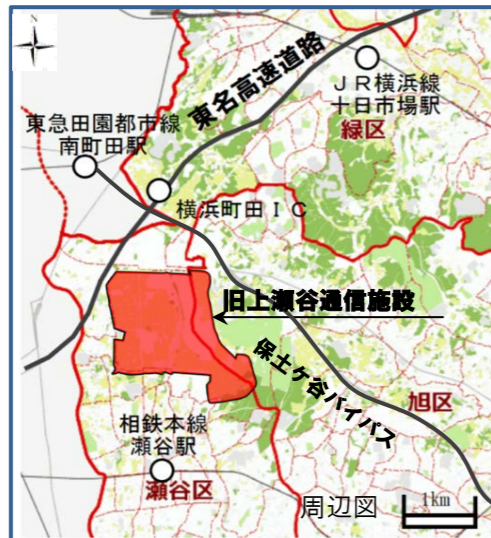 N
東名高速道路
JR横浜線
十日市場駅
緑区
東急田園都市線
南町田駅
横浜町田IC
旧上瀬谷通信施設
保土ケ谷バイパス
旭区
相鉄本線
瀬谷駅
瀬谷区
周辺図
1km